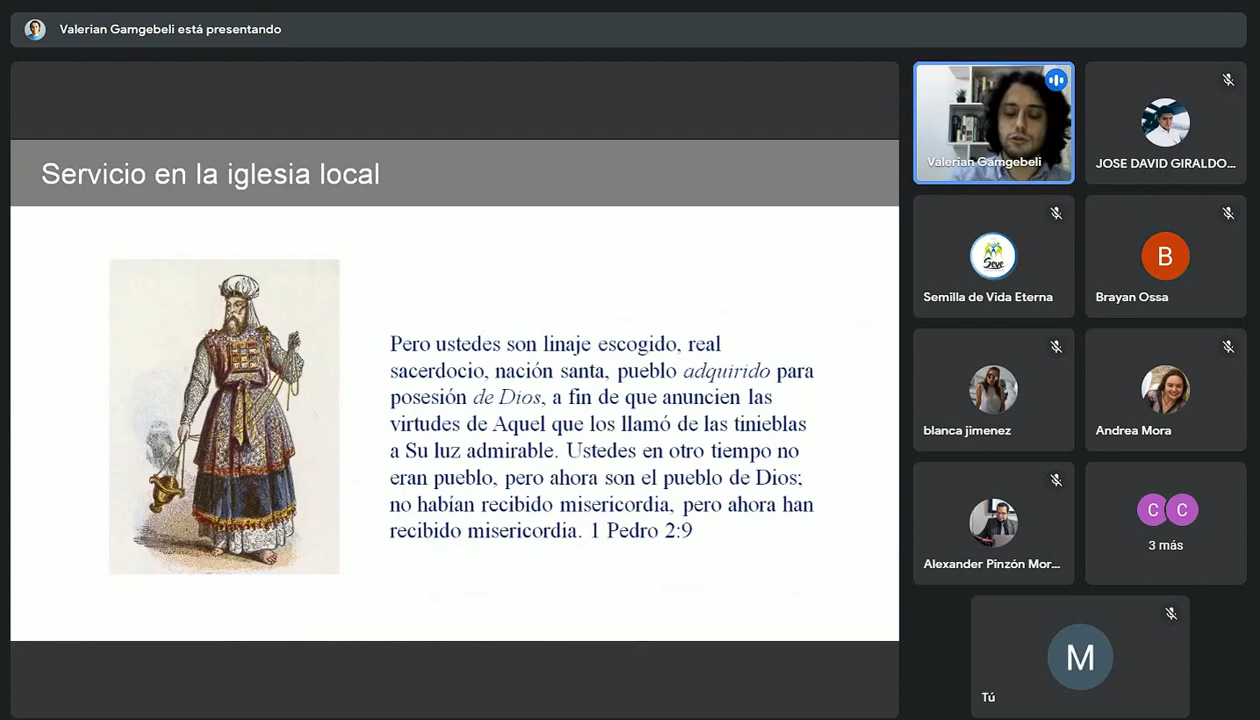 Valerian Gamgebeli está presentando
Servicio en la iglesia local
Pero ustedes son linaje escogido, real
sacerdocio, nación santa, pueblo adquirido para
posesión de Dios, a fin de que anuncien las
virtudes de Aquel que los llamó de las tinieblas
a Su luz admirable. Ustedes en otro tiempo no
eran pueblo, pero ahora son el pueblo de Dios;
no habían recibido misericordia, pero ahora han
recibido misericordia. 1 Pedro 2:9
Valerian Gamgebeli
JOSE DAVID GIRALDO...
Seve
Semilla de Vida Eterna
B
Brayan Ossa
blanca jimenez
Andrea Mora
Alexander Pinzón Mor...
C C
3 más
M
Tú